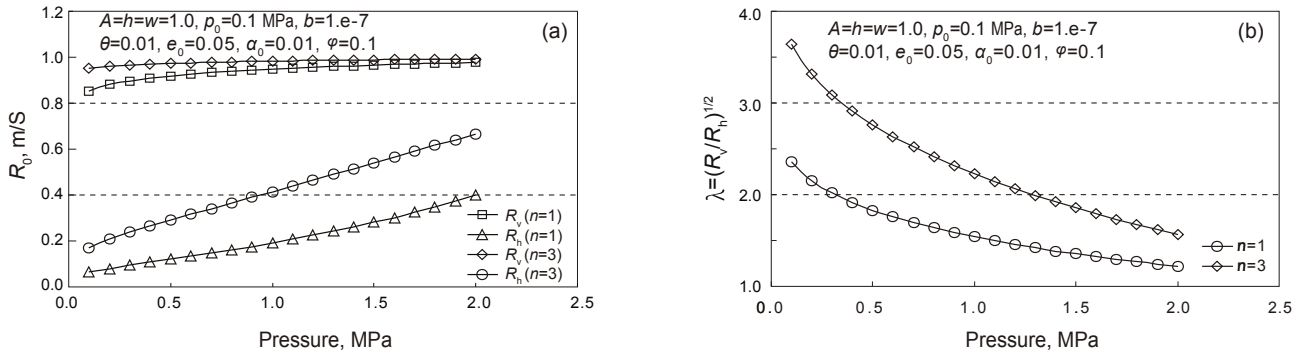 A=h=w=1.0, p₀=0.1 MPa, b=1.e-7
θ=0.01, e₀=0.05, α₀=0.01, φ=0.1
(a)
R₀, m/S
1.2
1.0
0.8
0.6
0.4
0.2
0.0
Rᵥ(n=1)
Rₕ(n=1)
Rᵥ(n=3)
Rₕ(n=3)
0.0 0.5 1.0 1.5 2.0 2.5
Pressure, MPa
A=h=w=1.0, p₀=0.1 MPa, b=1.e-7
θ=0.01, e₀=0.05, α₀=0.01, φ=0.1
(b)
λ=(Rᵥ/Rₕ)¹/²
4.0
3.0
2.0
1.0
n=1
n=3
0.0 0.5 1.0 1.5 2.0 2.5
Pressure, MPa